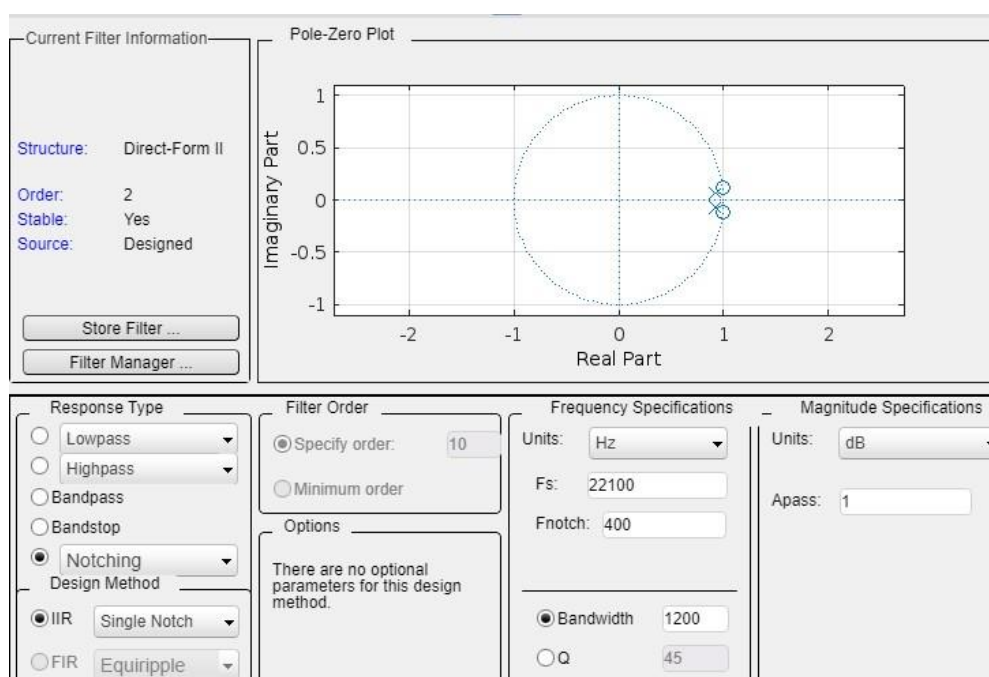 Current Filter Information
Structure: Direct-Form II
Order: 2
Stable: Yes
Source: Designed
Store Filter ...
Filter Manager ...
Pole-Zero Plot
Imaginary Part
1
0.5
0
-0.5
-1
-2 -1 0 1 2
Real Part
Response Type
Lowpass
Highpass
Bandpass
Bandstop
Notching
Design Method
IIR Single Notch
FIR Equiripple
Filter Order
Specify order: 10
Minimum order
Options
There are no optional
parameters for this design
method.
Frequency Specifications
Units: Hz
Fs: 22100
Fnotch: 400
Bandwidth 1200
Q 45
Magnitude Specifications
Units: dB
Apass: 1